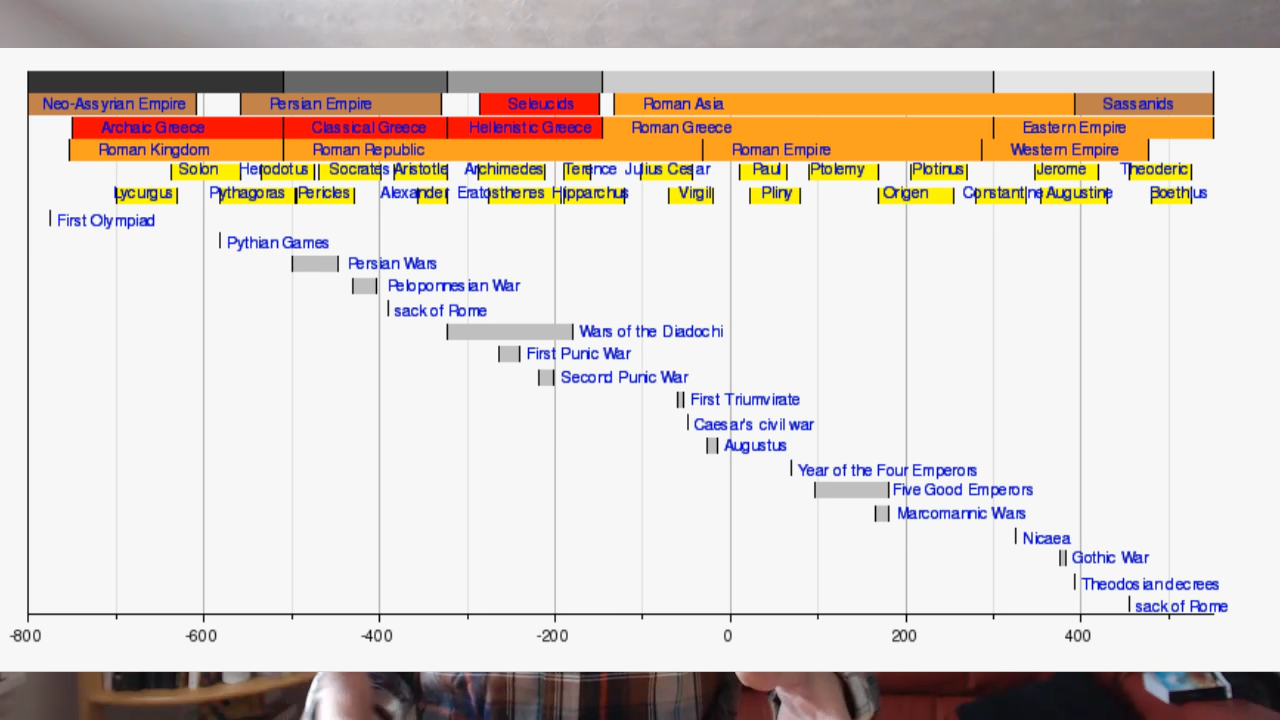 Neo-Assyrian Empire Persian Empire Seleucids Roman Asia Sassanids
Archaic Greece Classical Greece Hellenistic Greece Roman Greece Eastern Empire
Roman Kingdom Roman Republic Roman Empire Western Empire
Solon Herodotus Socrates Aristotle Archimedes Terence Julius Cesar Paul Ptolemy Plotinus Jerome Theoderic
Lycurgus Pythagoras Pericles Alexander Eratosthenes Hipparchus Virgil Pliny Origen Constantine Augustine Boethius
First Olympiad
Pythian Games
Persian Wars
Peloponnesian War
sack of Rome
Wars of the Diadochi
First Punic War
Second Punic War
First Triumvirate
Caesar's civil war
Augustus
Year of the Four Emperors
Five Good Emperors
Marcomannic Wars
Nicaea
Gothic War
Theodosian decrees
sack of Rome
-800 -600 -400 -200 0 200 400